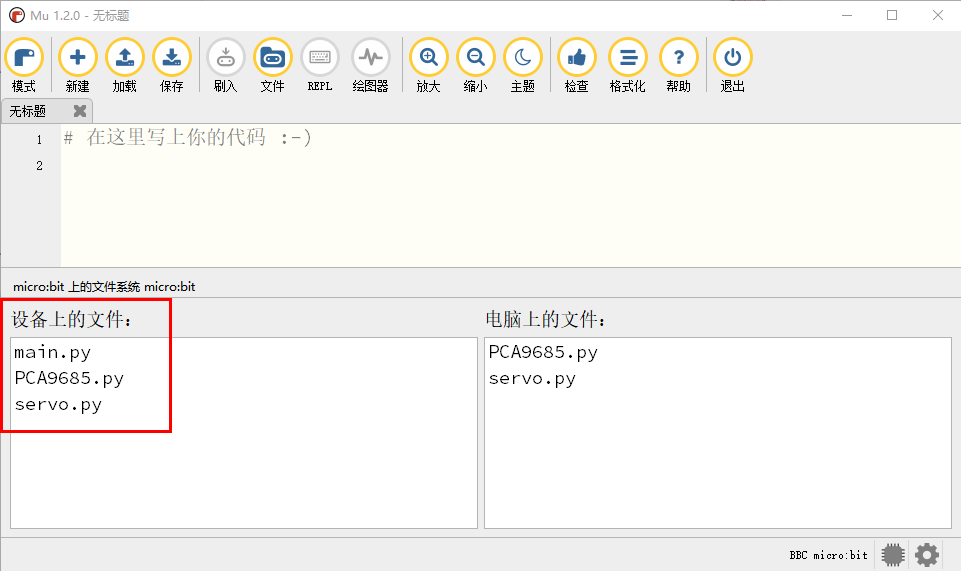 Mu 1.2.0 - 无标题
模式 新建 加载 保存 刷入 文件 REPL 绘图器 放大 缩小 主题 检查 格式化 帮助 退出
无标题
1 # 在这里写上你的代码 :-)
2
micro:bit 上的文件系统 micro:bit
设备上的文件: 电脑上的文件:
main.py PCA9685.py
PCA9685.py servo.py
servo.py
BBC micro:bit